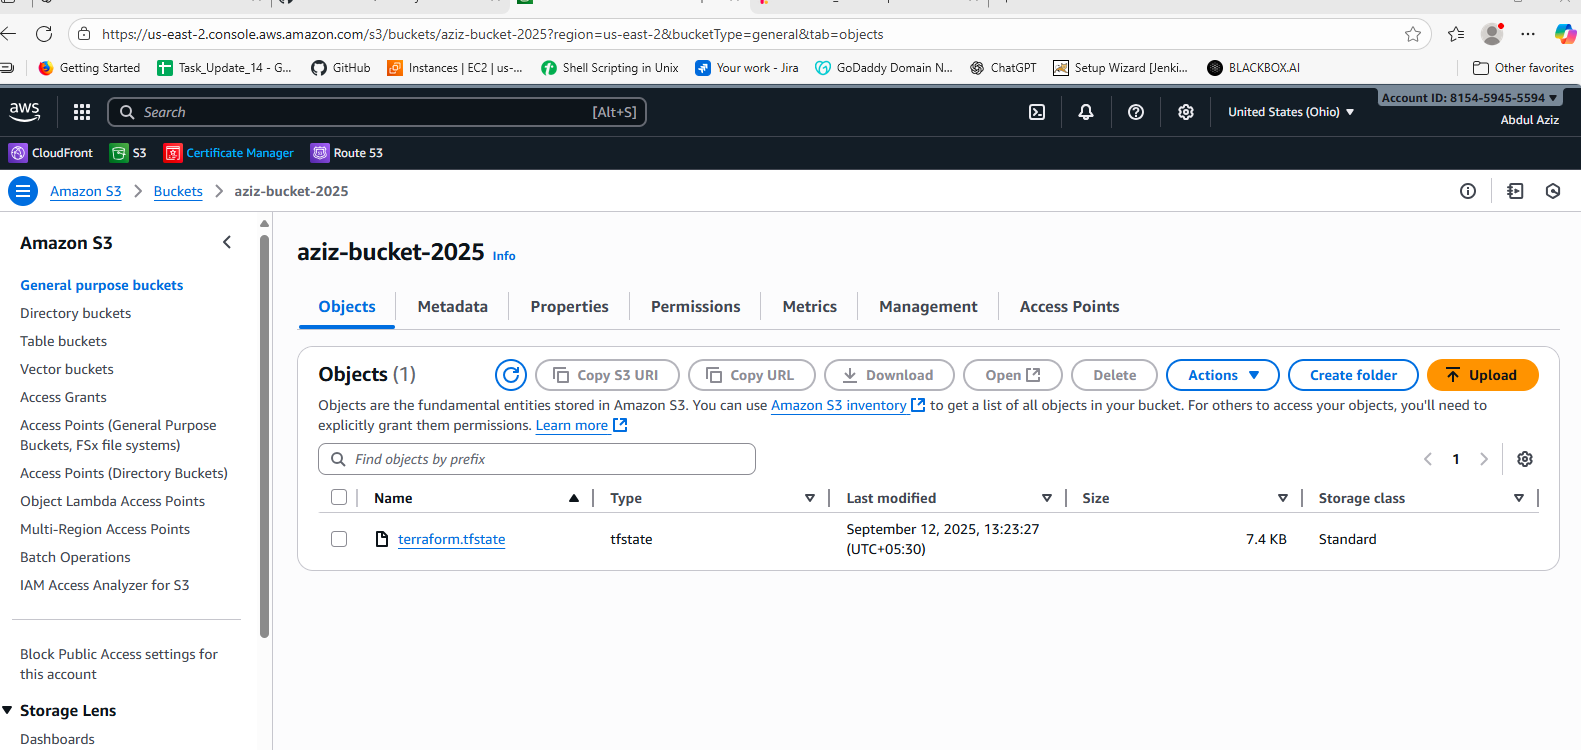 https://us-east-2.console.aws.amazon.com/s3/buckets/aziz-bucket-2025?region=us-east-2&bucketType=general&tab=objects
Getting Started
Task_Update_14 - G...
GitHub
Instances | EC2 | us-...
Shell Scripting in Unix
Your work - Jira
GoDaddy Domain N...
ChatGPT
Setup Wizard [Jenki...
BLACKBOX.AI
Other favorites
aws
Search
[Alt+S]
United States (Ohio)
Account ID: 8154-5945-5594
Abdul Aziz
CloudFront
S3
Certificate Manager
Route 53
Amazon S3
Buckets
aziz-bucket-2025
Amazon S3
General purpose buckets
Directory buckets
Table buckets
Vector buckets
Access Grants
Access Points (General Purpose
Buckets, FSx file systems)
Access Points (Directory Buckets)
Object Lambda Access Points
Multi-Region Access Points
Batch Operations
IAM Access Analyzer for S3
Block Public Access settings for
this account
Storage Lens
Dashboards
aziz-bucket-2025 Info
Objects
Metadata
Properties
Permissions
Metrics
Management
Access Points
Objects (1)
Copy S3 URI
Copy URL
Download
Open
Delete
Actions
Create folder
Upload
Objects are the fundamental entities stored in Amazon S3. You can use Amazon S3 inventory to get a list of all objects in your bucket. For others to access your objects, you'll need to
explicitly grant them permissions. Learn more
Find objects by prefix
1
Name
Type
Last modified
Size
Storage class
terraform.tfstate
tfstate
September 12, 2025, 13:23:27
(UTC+05:30)
7.4 KB
Standard